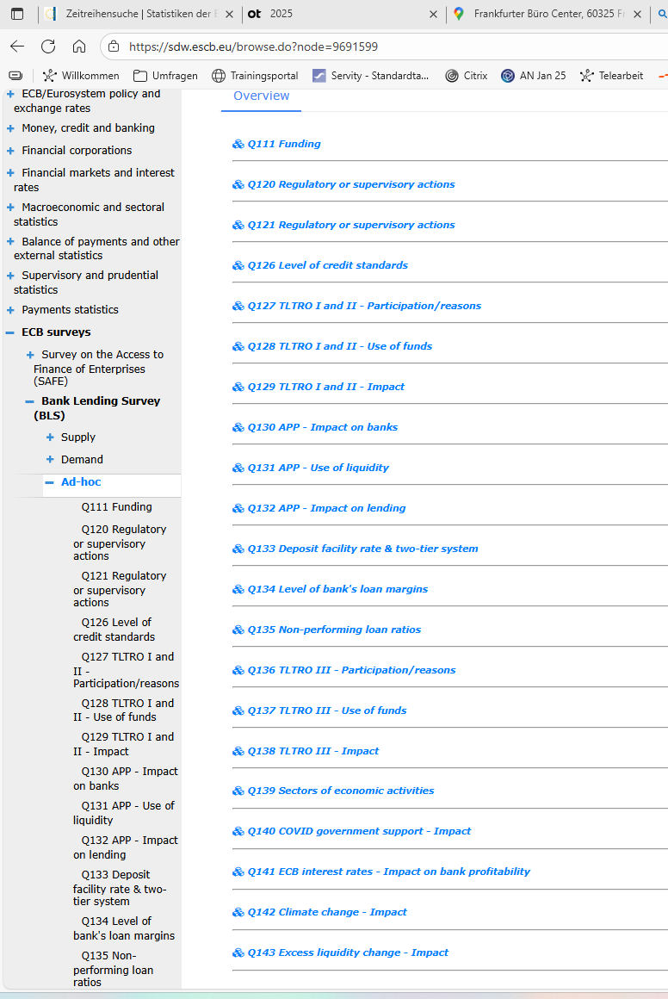 Zeitreihensuche | Statistiken der E
ot 2025
Frankfurter Büro Center, 60325 Fr
https://sdw.escb.eu/browse.do?node=9691599
Willkommen
Umfragen
Trainingsportal
Servity - Standardta...
Citrix
AN Jan 25
Telearbeit
ECB/Eurosystem policy and
exchange rates
Money, credit and banking
Financial corporations
Financial markets and interest
rates
Macroeconomic and sectoral
statistics
Balance of payments and other
external statistics
Supervisory and prudential
statistics
Payments statistics
ECB surveys
Survey on the Access to
Finance of Enterprises
(SAFE)
Bank Lending Survey
(BLS)
Supply
Demand
Ad-hoc
Q111 Funding
Q120 Regulatory
or supervisory
actions
Q121 Regulatory
or supervisory
actions
Q126 Level of
credit standards
Q127 TLTRO I and
II -
Participation/reasons
Q128 TLTRO I and
II - Use of funds
Q129 TLTRO I and
II - Impact
Q130 APP - Impact
on banks
Q131 APP - Use of
liquidity
Q132 APP - Impact
on lending
Q133 Deposit
facility rate & two-
tier system
Q134 Level of
bank's loan margins
Q135 Non-
performing loan
ratios
Overview
Q111 Funding
Q120 Regulatory or supervisory actions
Q121 Regulatory or supervisory actions
Q126 Level of credit standards
Q127 TLTRO I and II - Participation/reasons
Q128 TLTRO I and II - Use of funds
Q129 TLTRO I and II - Impact
Q130 APP - Impact on banks
Q131 APP - Use of liquidity
Q132 APP - Impact on lending
Q133 Deposit facility rate & two-tier system
Q134 Level of bank's loan margins
Q135 Non-performing loan ratios
Q136 TLTRO III - Participation/reasons
Q137 TLTRO III - Use of funds
Q138 TLTRO III - Impact
Q139 Sectors of economic activities
Q140 COVID government support - Impact
Q141 ECB interest rates - Impact on bank profitability
Q142 Climate change - Impact
Q143 Excess liquidity change - Impact